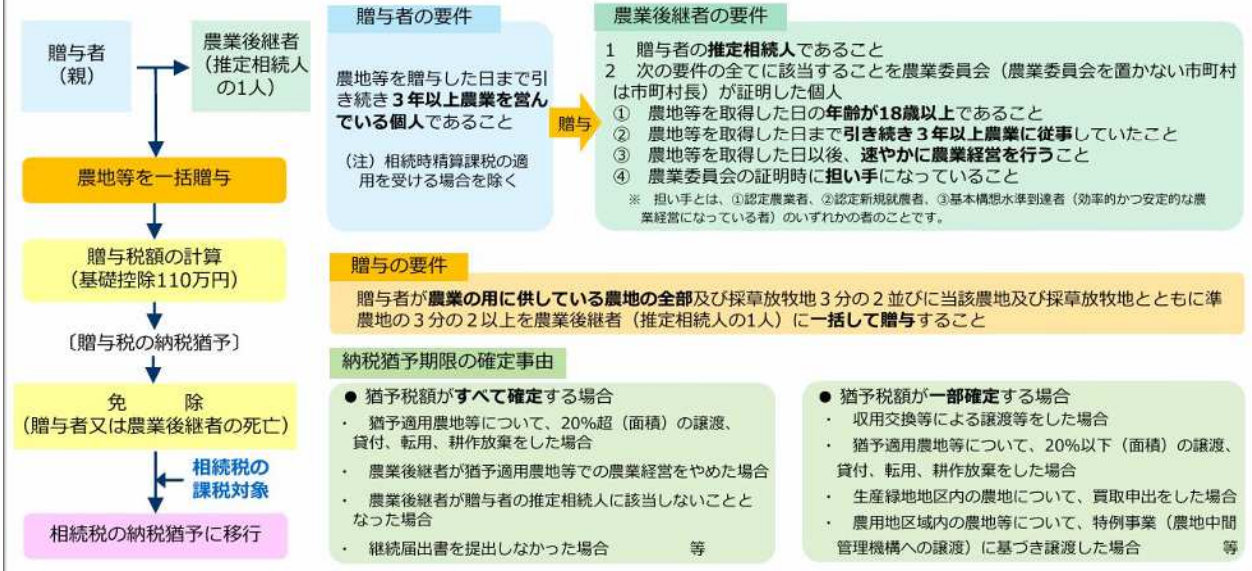 贈与者
（親）
農業後継者
（推定相続人
の1人）
農地等を一括贈与
贈与税額の計算
（基礎控除110万円）
〔贈与税の納税猶予〕
免　　除
（贈与者又は農業後継者の死亡）
相続税の
課税対象
相続税の納税猶予に移行
贈与者の要件
農地等を贈与した日まで引
き続き３年以上農業を営ん
でいる個人であること
（注）相続時精算課税の適
用を受ける場合を除く
贈与
農業後継者の要件
1　贈与者の推定相続人であること
2　次の要件の全てに該当することを農業委員会（農業委員会を置かない市町村
は市町村長）が証明した個人
①　農地等を取得した日の年齢が18歳以上であること
②　農地等を取得した日まで引き続き３年以上農業に従事していたこと
③　農地等を取得した日以後、速やかに農業経営を行うこと
④　農業委員会の証明時に担い手になっていること
※　担い手とは、①認定農業者、②認定新規就農者、③基本構想水準到達者（効率的かつ安定的な農
業経営になっている者）のいずれかの者のことです。
贈与の要件
贈与者が農業の用に供している農地の全部及び採草放牧地３分の２並びに当該農地及び採草放牧地とともに準
農地の３分の２以上を農業後継者（推定相続人の1人）に一括して贈与すること
納税猶予期限の確定事由
● 猶予税額がすべて確定する場合
・　猶予適用農地等について、20％超（面積）の譲渡、
貸付、転用、耕作放棄をした場合
・　農業後継者が猶予適用農地等での農業経営をやめた場合
・　農業後継者が贈与者の推定相続人に該当しないことと
なった場合
・　継続届出書を提出しなかった場合　　　　等
● 猶予税額が一部確定する場合
・　収用交換等による譲渡等をした場合
・　猶予適用農地等について、20％以下（面積）の譲渡、
貸付、転用、耕作放棄をした場合
・　生産緑地地区内の農地について、買取申出をした場合
・　農用地区域内の農地等について、特例事業（農地中間
管理機構への譲渡）に基づき譲渡した場合　　　　等